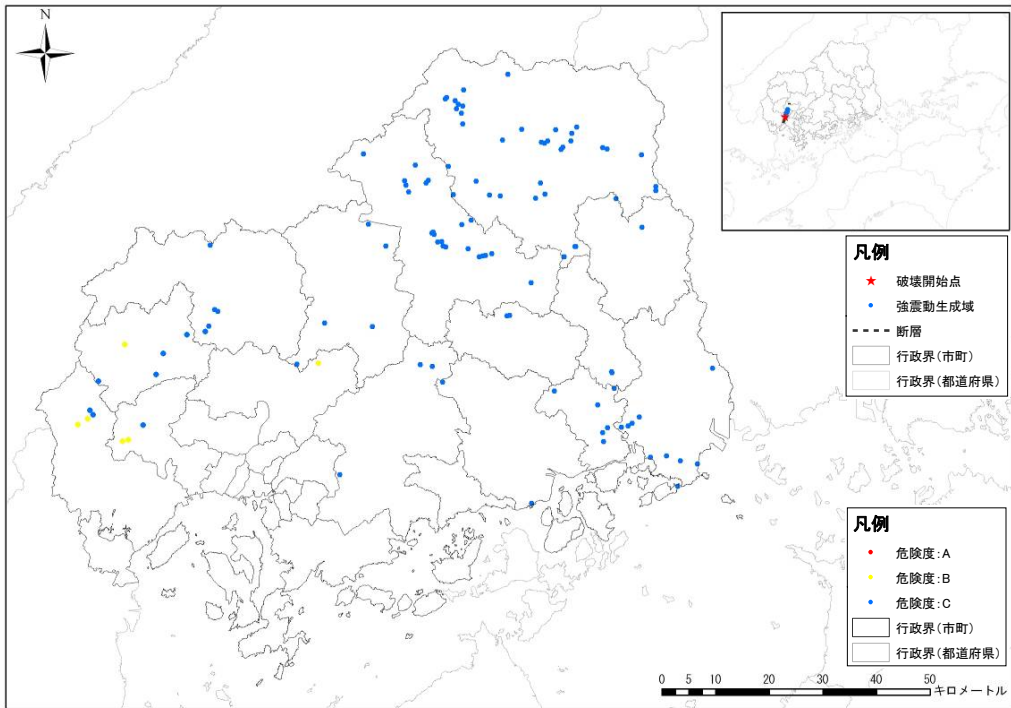 N
凡例
破壊開始点
強震動生成域
断層
行政界(市町)
行政界(都道府県)
凡例
危険度:A
危険度:B
危険度:C
行政界(市町)
行政界(都道府県)
0 5 10 20 30 40 50
キロメートル